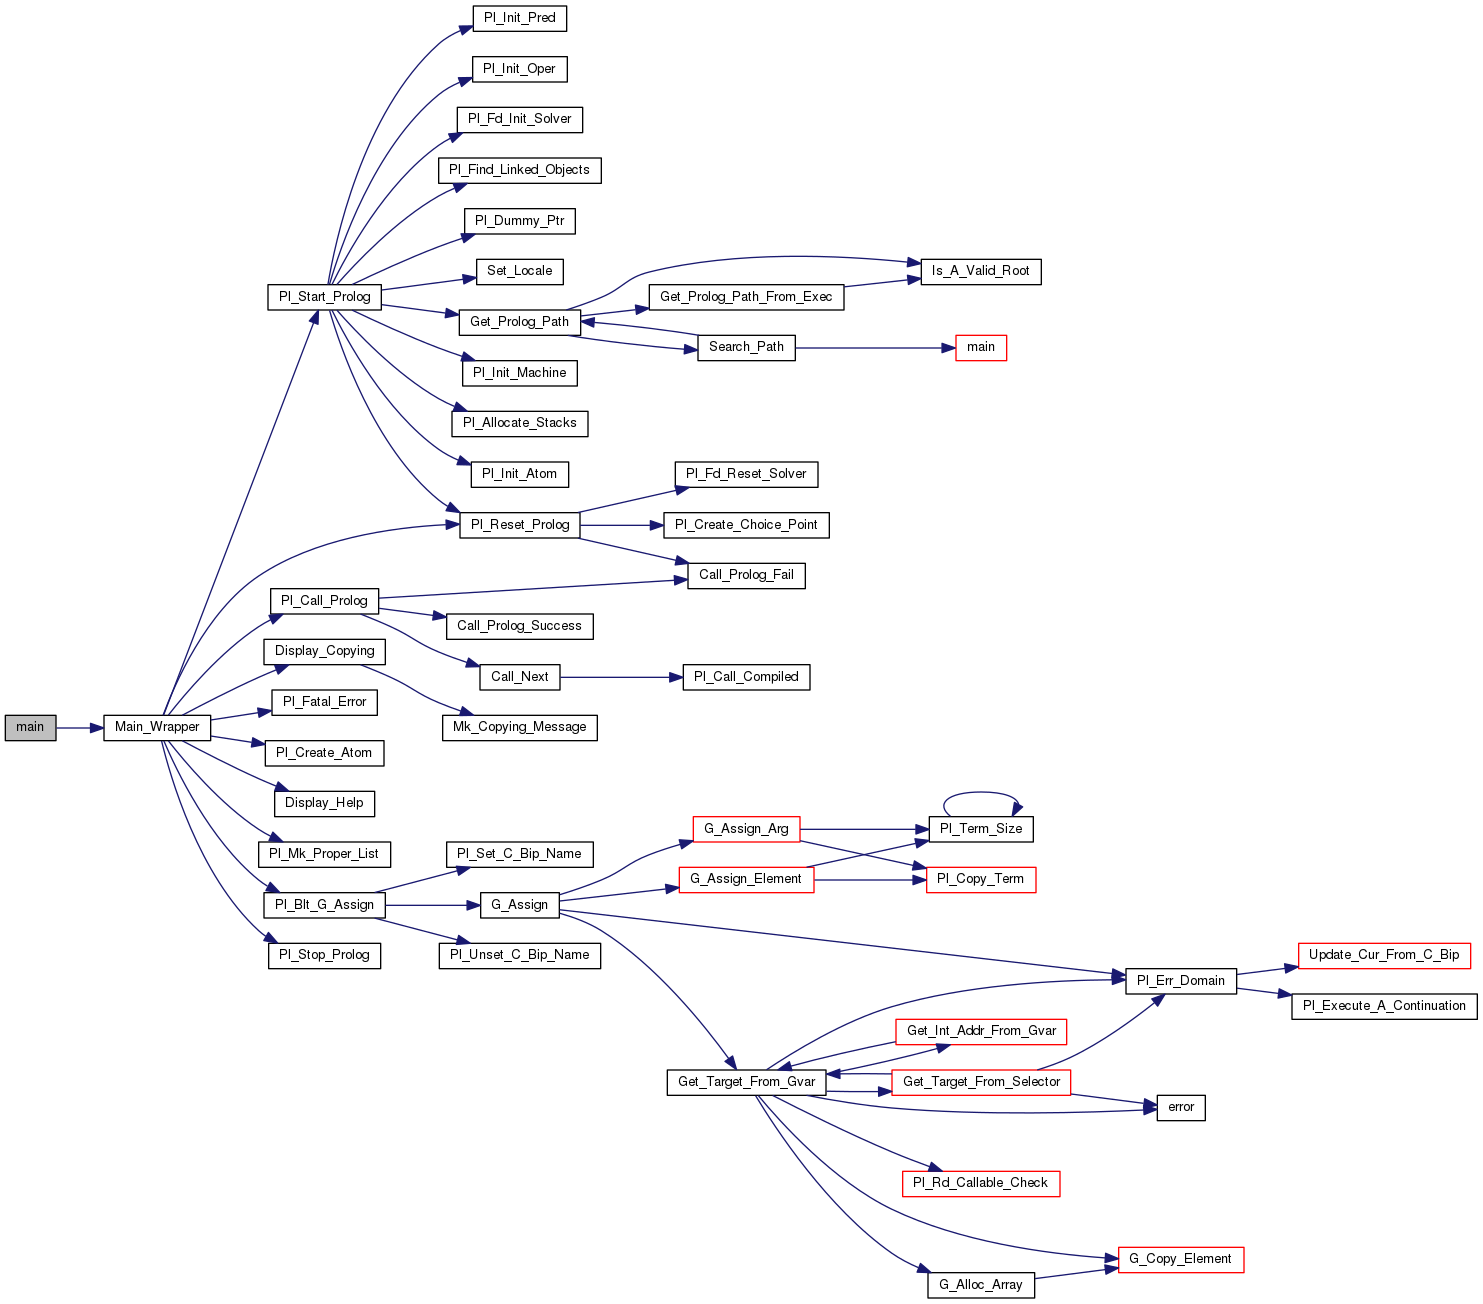 Pl_Init_Pred
Pl_Init_Oper
Pl_Fd_Init_Solver
Pl_Find_Linked_Objects
Pl_Dummy_Ptr
Set_Locale
Is_A_Valid_Root
Pl_Start_Prolog
Get_Prolog_Path_From_Exec
Get_Prolog_Path
Search_Path
main
Pl_Init_Machine
Pl_Allocate_Stacks
Pl_Init_Atom
Pl_Fd_Reset_Solver
Pl_Reset_Prolog
Pl_Create_Choice_Point
Call_Prolog_Fail
Pl_Call_Prolog
Call_Prolog_Success
Display_Copying
Call_Next
Pl_Call_Compiled
Pl_Fatal_Error
main
Main_Wrapper
Mk_Copying_Message
Pl_Create_Atom
Display_Help
G_Assign_Arg
Pl_Term_Size
Pl_Mk_Proper_List
Pl_Set_C_Bip_Name
G_Assign_Element
Pl_Copy_Term
Pl_Blt_G_Assign
G_Assign
Pl_Stop_Prolog
Pl_Unset_C_Bip_Name
Update_Cur_From_C_Bip
Pl_Err_Domain
Pl_Execute_A_Continuation
Get_Int_Addr_From_Gvar
Get_Target_From_Gvar
Get_Target_From_Selector
error
Pl_Rd_Callable_Check
G_Copy_Element
G_Alloc_Array